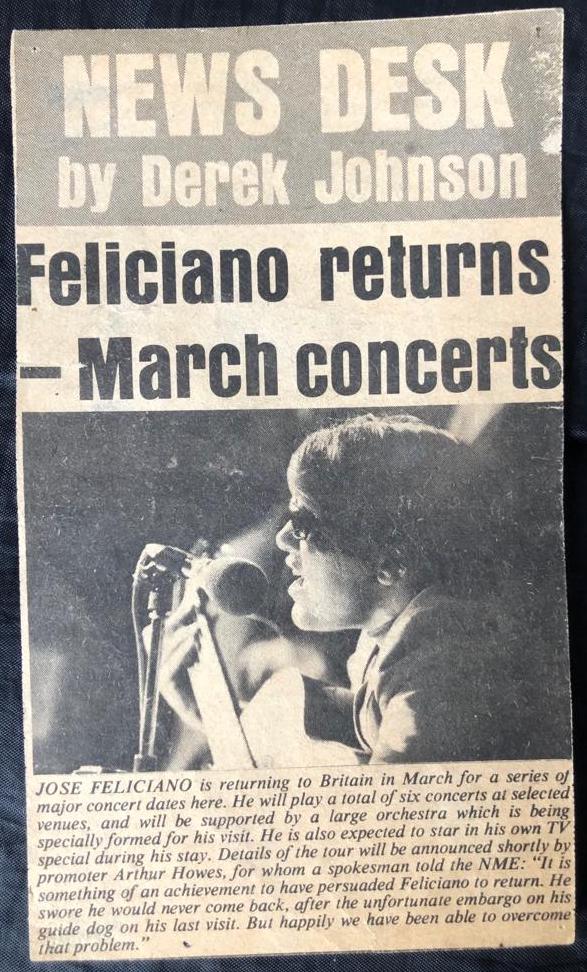 NEWS DESK
by Derek Johnson
Feliciano returns
– March concerts
JOSE FELICIANO is returning to Britain in March for a series of
major concert dates here. He will play a total of six concerts at selected
venues, and will be supported by a large orchestra which is being
specially formed for his visit. He is also expected to star in his own TV
special during his stay. Details of the tour will be announced shortly by
promoter Arthur Howes, for whom a spokesman told the NME: “It is
something of an achievement to have persuaded Feliciano to return. He
swore he would never come back, after the unfortunate embargo on his
guide dog on his last visit. But happily we have been able to overcome
that problem.”